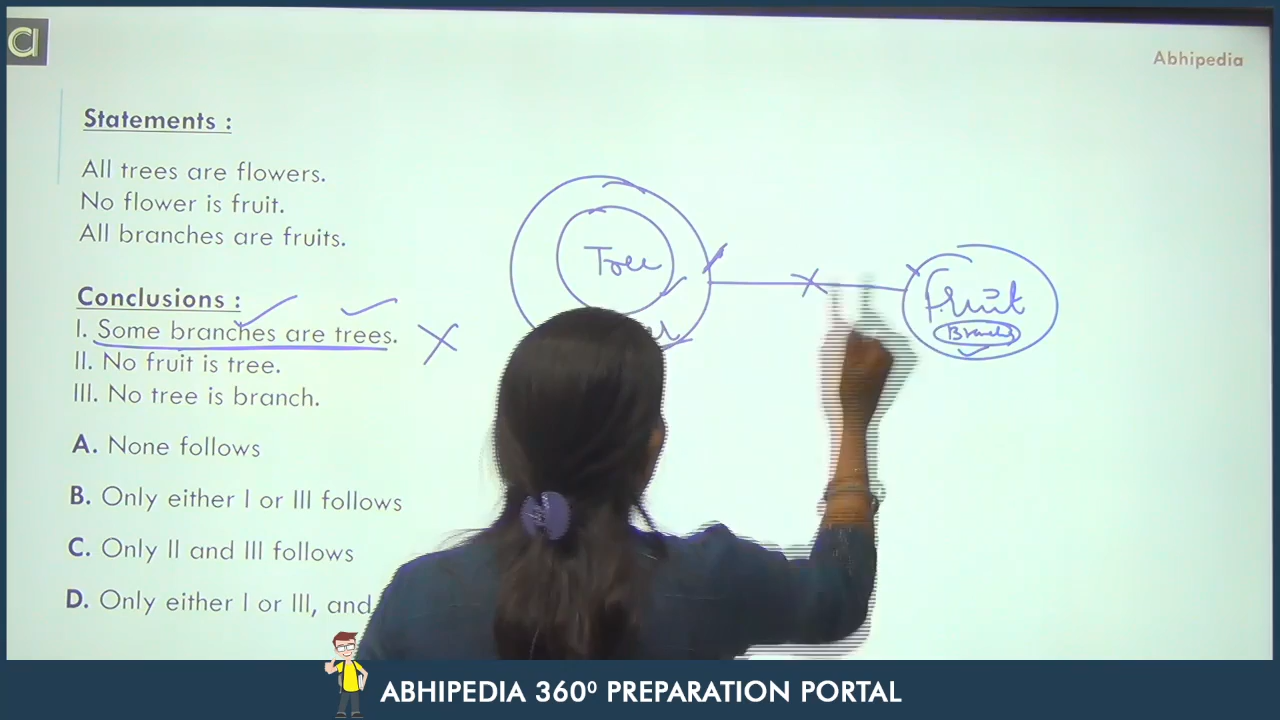 a
Abhipedia
Statements :
All trees are flowers.
No flower is fruit.
All branches are fruits.
Conclusions :
I. Some branches are trees.
II. No fruit is tree.
III. No tree is branch.
A. None follows
B. Only either I or III follows
C. Only II and III follows
D. Only either I or III, and
Tree
Fruit
Branch
ABHIPEDIA 360⁰ PREPARATION PORTAL